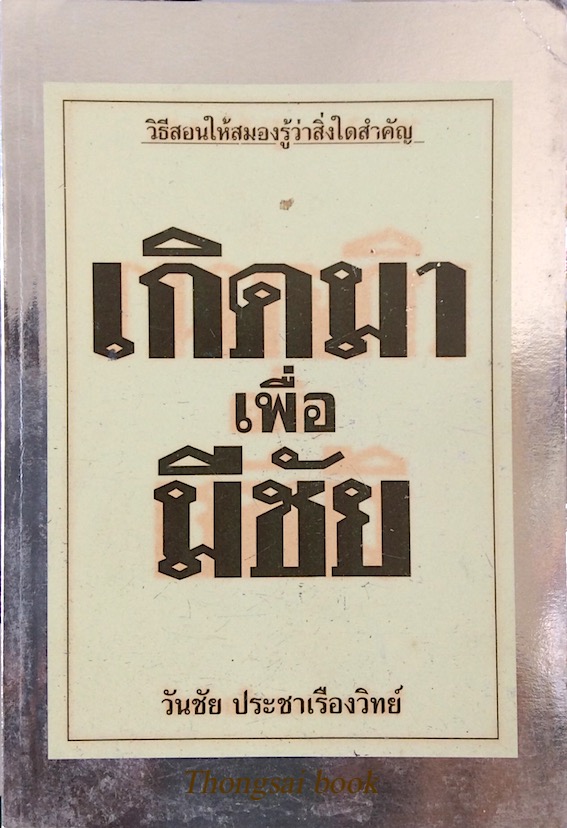 วิธีสอนให้สมองรู้ว่าสิ่งใดสำคัญ
เกิดมา
เพื่อ
มีชัย
วันชัย ประชาเรืองวิทย์
Thongsai book